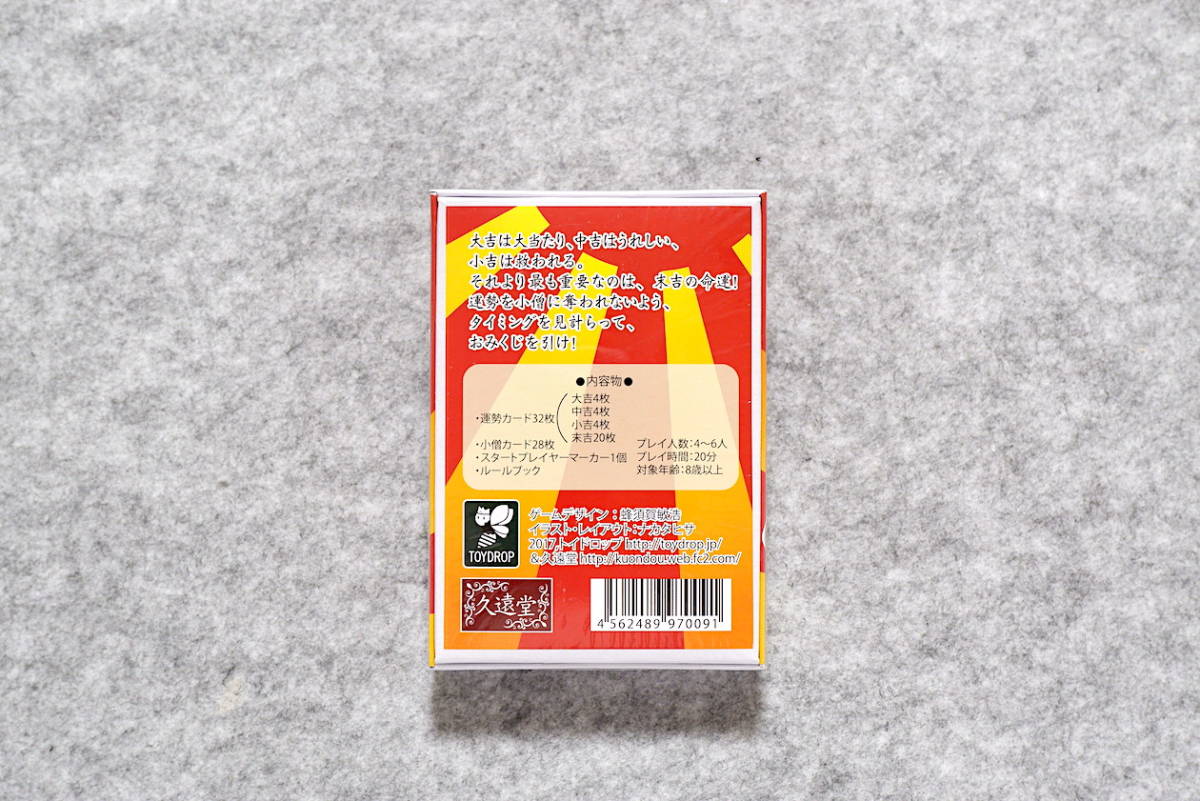 大吉は大当たり、中吉はうれしい、
小吉は救われる。
それより最も重要なのは、末吉の命運!
運勢を小僧に奪われないよう、
タイミングを見計らって、
おみくじを引け!
●内容物●
・運勢カード32枚
大吉4枚
中吉4枚
小吉4枚
末吉20枚
・小僧カード28枚
・スタートプレイヤーマーカー1個
・ルールブック
プレイ人数:4〜6人
プレイ時間:20分
対象年齢:8歳以上
TOYDROP
ゲームデザイン:蜂須賀敏浩
イラスト・レイアウト:ナカタヒサ
2017,トイドロップ http://toydrop.jp/
&久遠堂 http://kuondou.web.fc2.com/
久遠堂
4 562489 970091